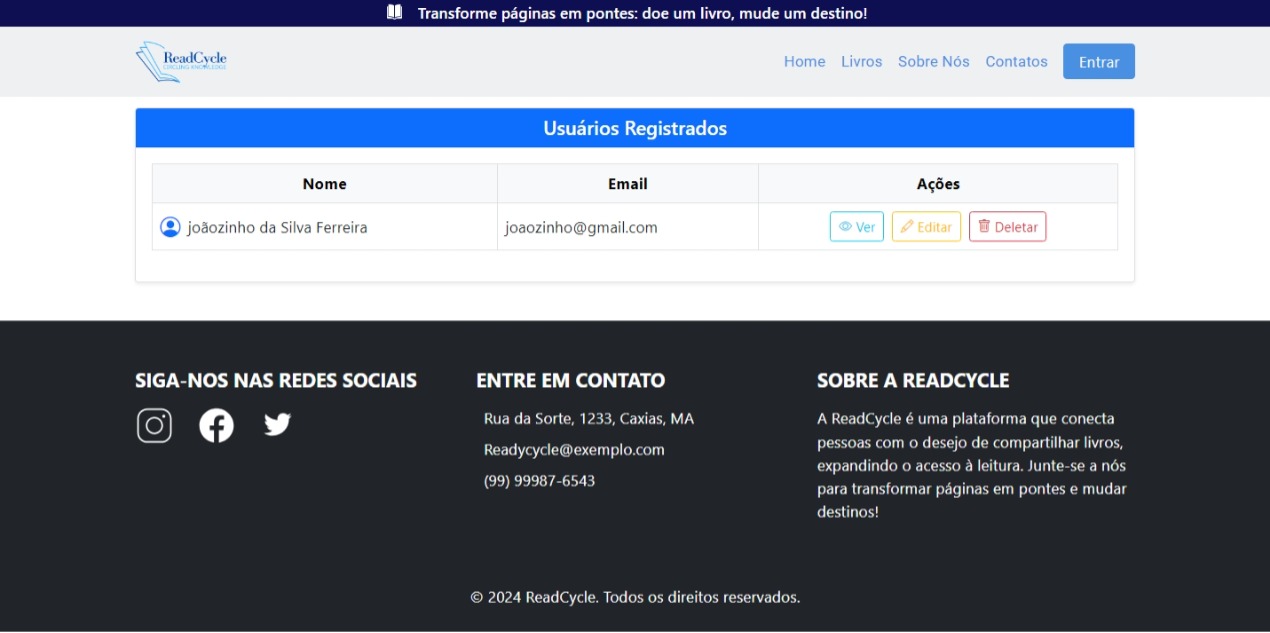 Transforme páginas em pontes: doe um livro, mude um destino!
ReadCycle
CIRCLING KNOWLEDGE
Home Livros Sobre Nós Contatos Entrar
Usuários Registrados
Nome Email Ações
joãozinho da Silva Ferreira joaozinho@gmail.com Ver Editar Deletar
SIGA-NOS NAS REDES SOCIAIS
ENTRE EM CONTATO
Rua da Sorte, 1233, Caxias, MA
Readycycle@exemplo.com
(99) 99987-6543
SOBRE A READCYCLE
A ReadCycle é uma plataforma que conecta
pessoas com o desejo de compartilhar livros,
expandindo o acesso à leitura. Junte-se a nós
para transformar páginas em pontes e mudar
destinos!
© 2024 ReadCycle. Todos os direitos reservados.